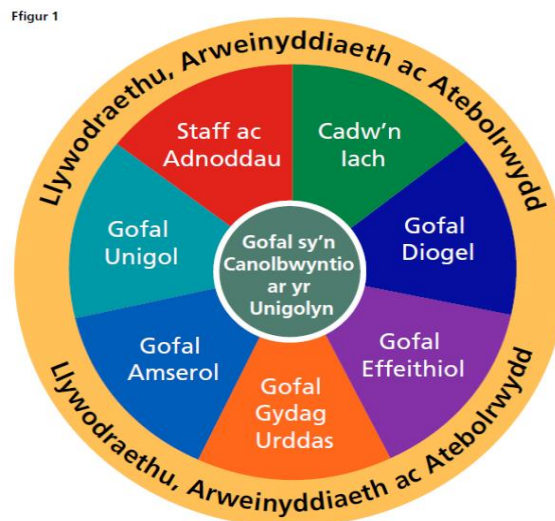 Ffigur 1
Llywodraethu, Arweinyddiaeth ac Atebolrwydd
Staff ac
Adnoddau
Cadw'n
Iach
Gofal
Unigol
Gofal sy'n
Canolbwyntio
ar yr
Unigolyn
Gofal
Diogel
Gofal
Amserol
Gofal
Effeithiol
Gofal
Gydag
Urddas
Llywodraethu, Arweinyddiaeth ac Atebolrwydd